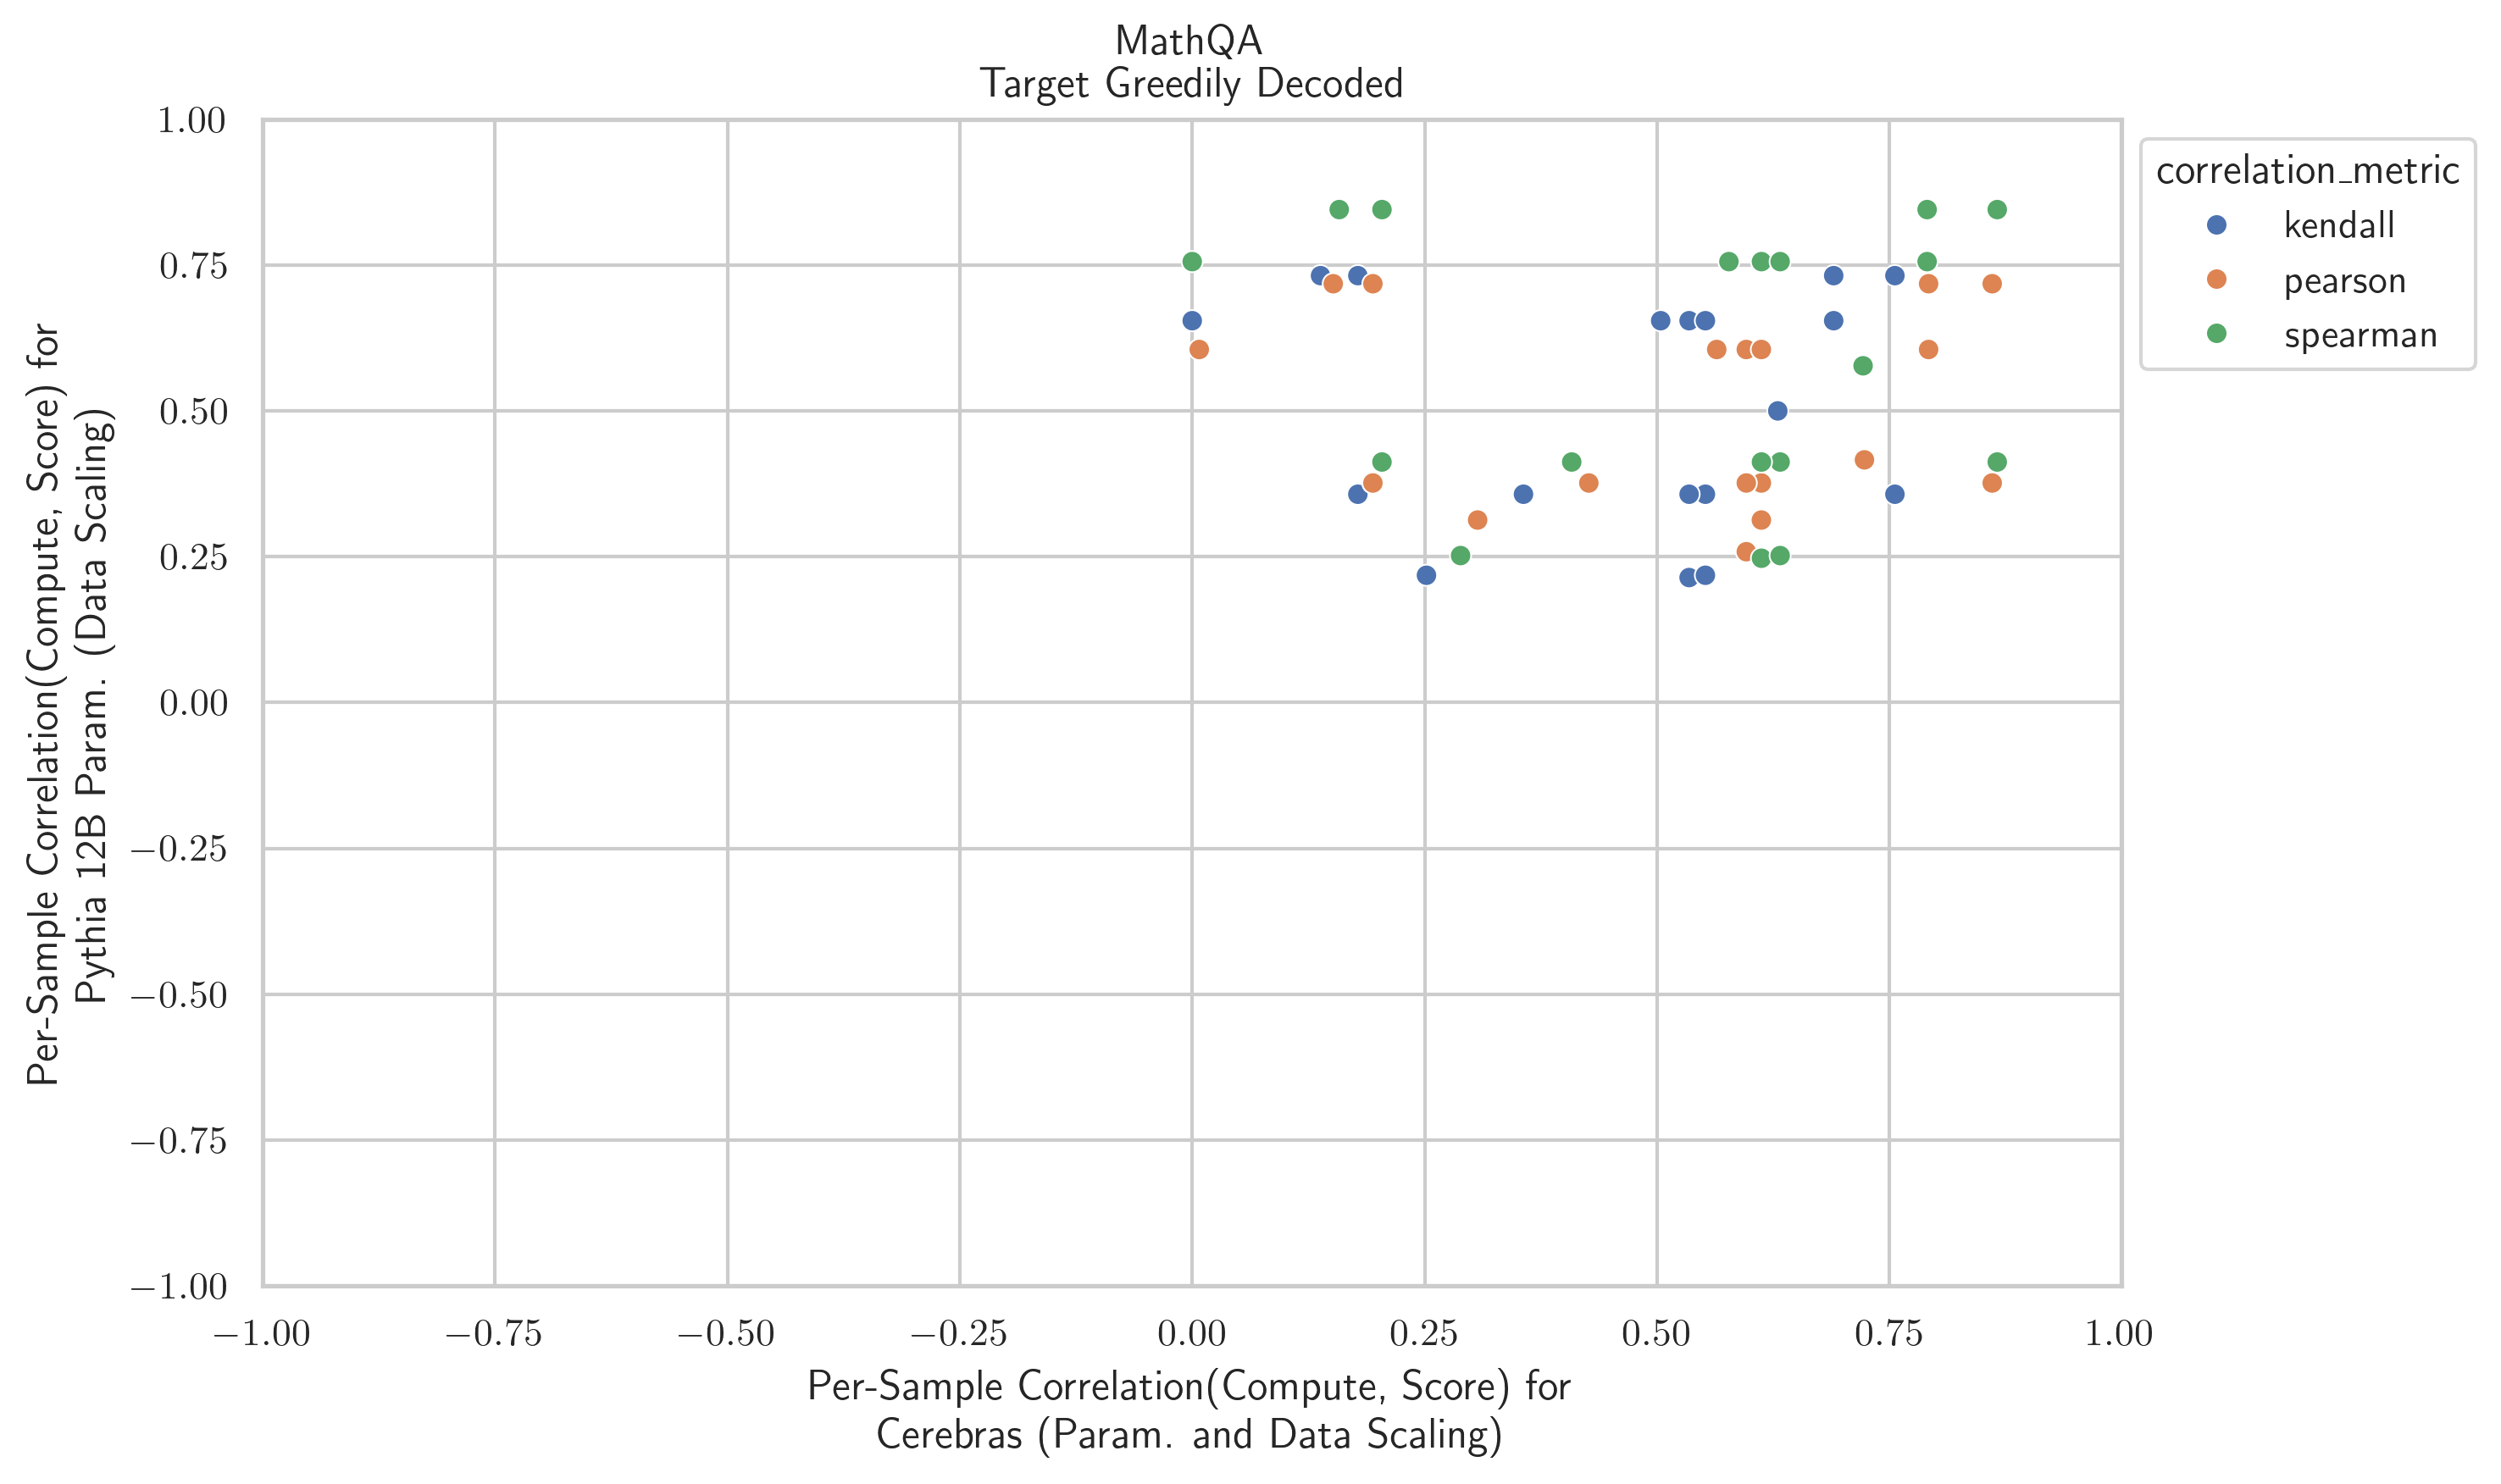 MathQA
Target Greedily Decoded
1.00
0.75
0.50
0.25
0.00
−0.25
−0.50
−0.75
−1.00
Per-Sample Correlation(Compute, Score) for
Pythia 12B Param. (Data Scaling)
−1.00 −0.75 −0.50 −0.25 0.00 0.25 0.50 0.75 1.00
Per-Sample Correlation(Compute, Score) for
Cerebras (Param. and Data Scaling)
correlation_metric
kendall
pearson
spearman